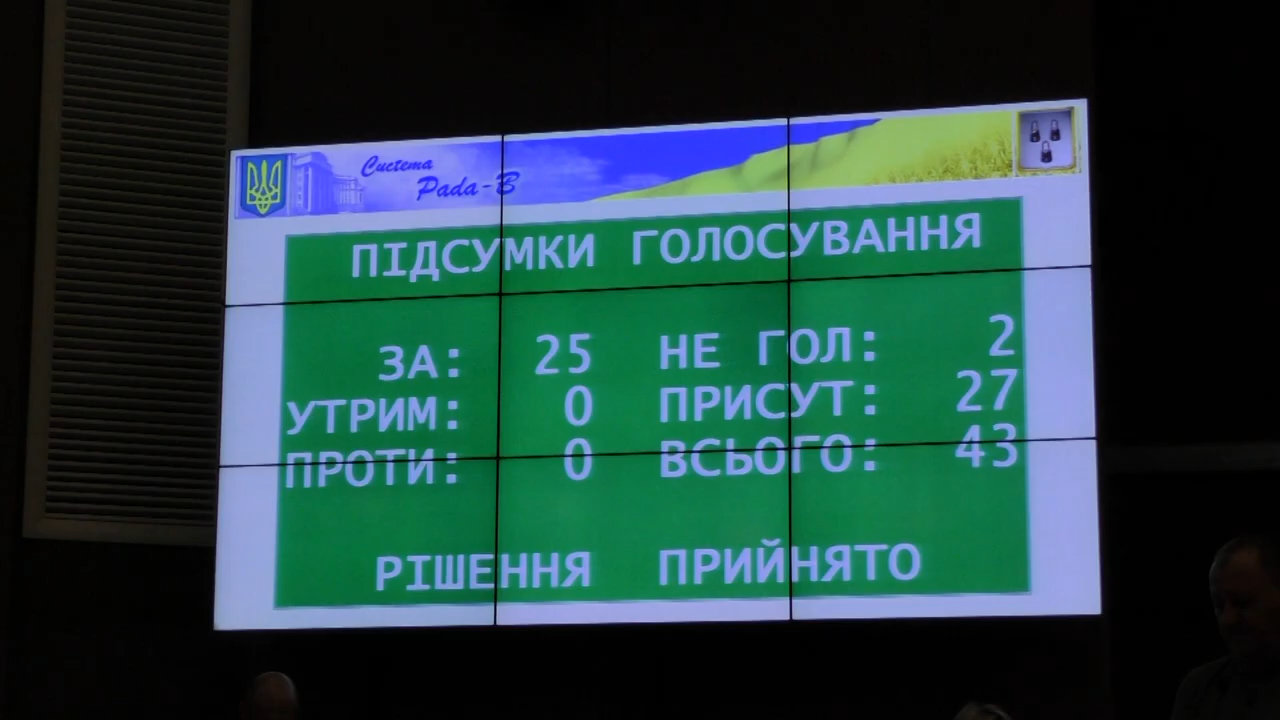 Система
Рада-В
ПІДСУМКИ ГОЛОСУВАННЯ
ЗА: 25 НЕ ГОЛ: 2
УТРИМ: 0 ПРИСУТ: 27
ПРОТИ: 0 ВСЬОГО: 43
РІШЕННЯ ПРИЙНЯТО